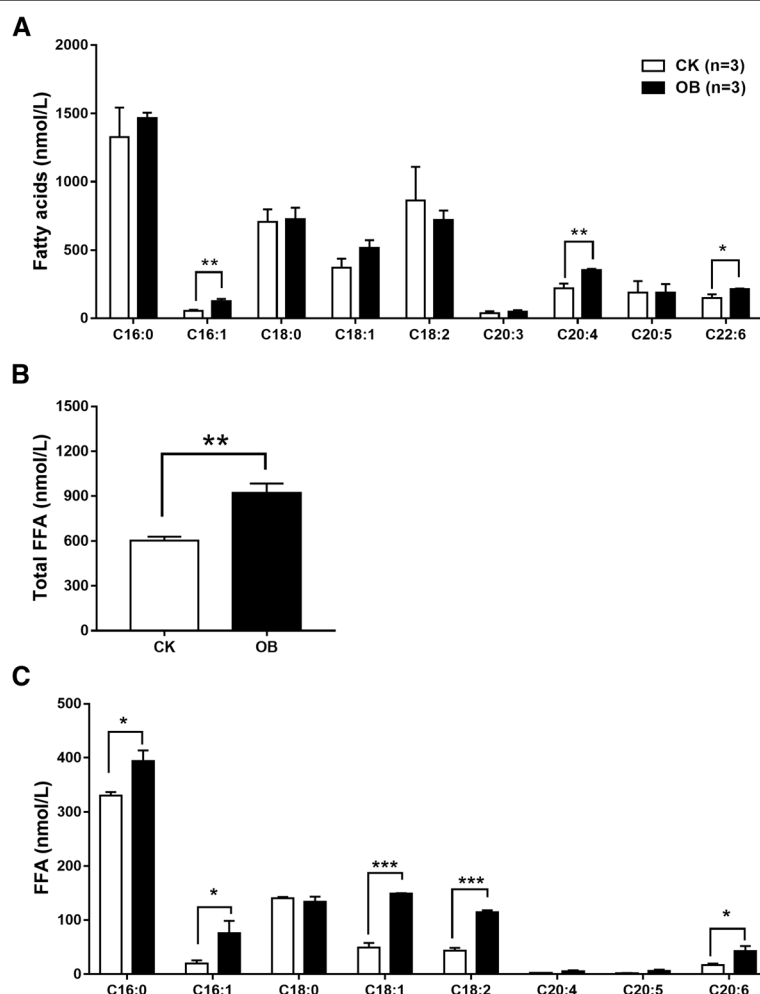 A
Fatty acids (nmol/L)
2000
1500
1000
500
0
CK (n=3)
OB (n=3)
**
**
*
C16:0 C16:1 C18:0 C18:1 C18:2 C20:3 C20:4 C20:5 C22:6
B
Total FFA (nmol/L)
1500
1200
900
600
300
0
**
CK OB
C
FFA (nmol/L)
500
400
300
200
100
0
*
*
***
***
*
C16:0 C16:1 C18:0 C18:1 C18:2 C20:4 C20:5 C20:6